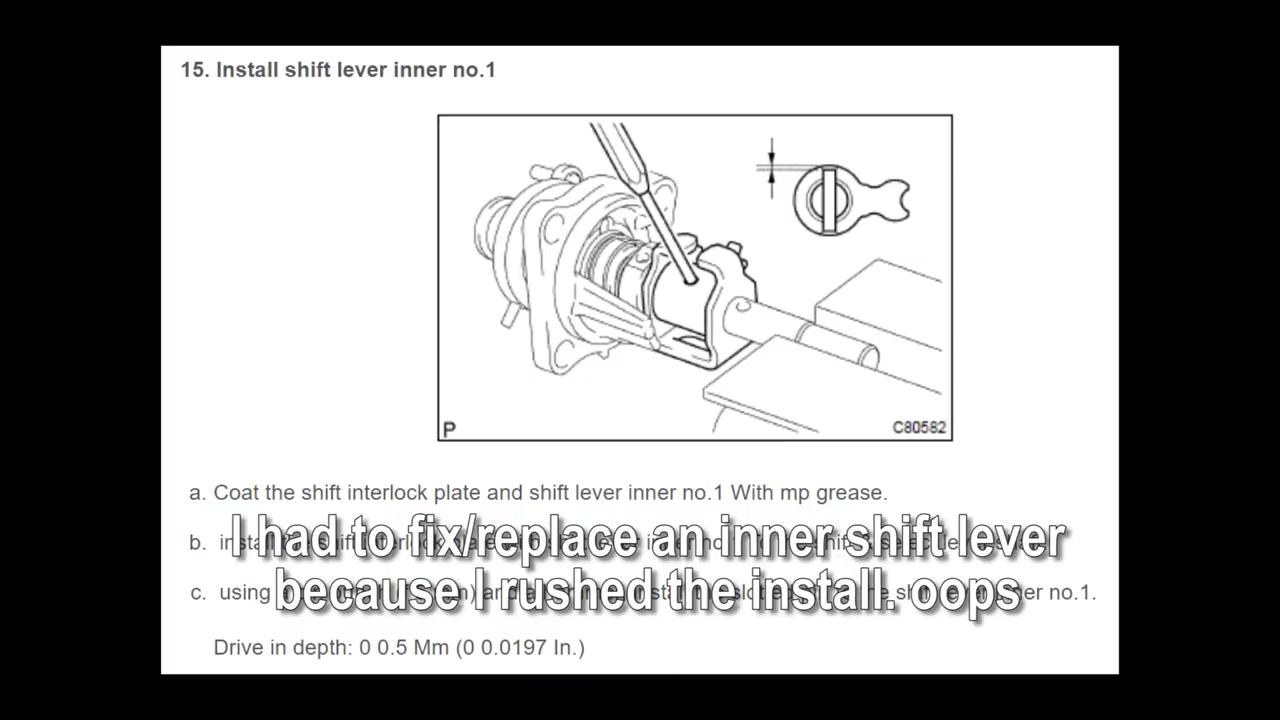 15. Install shift lever inner no.1
P
C80582
a. Coat the shift interlock plate and shift lever inner no.1 With mp grease.
b.
I had to fix/replace an inner shift lever
c. using
because I rushed the install. oops
inner no.1.
Drive in depth: 0 0.5 Mm (0 0.0197 In.)